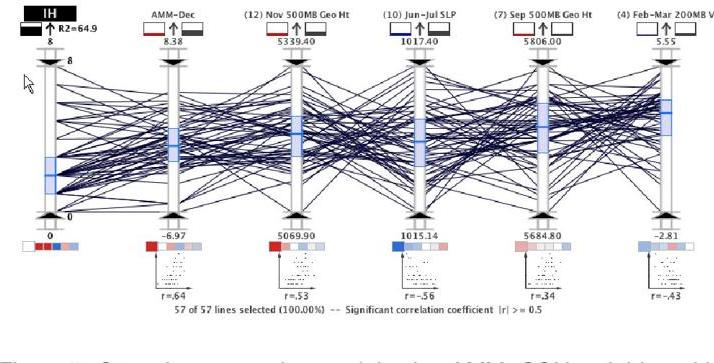 IH
R2=64.9
8
AMM-Dec
8.38
(12) Nov 500MB Geo Ht
5339.40
(10) Jun-Jul SLP
1017.40
(7) Sep 500MB Geo Ht
5806.00
(4) Feb-Mar 200MB V
5.55
8
0
0
-6.97
5069.90
1015.14
5684.80
-2.81
r=.64
r=.53
r=-.56
r=.34
r=-.43
57 of 57 lines selected (100.00%) -- Significant correlation coefficient |r| >= 0.5